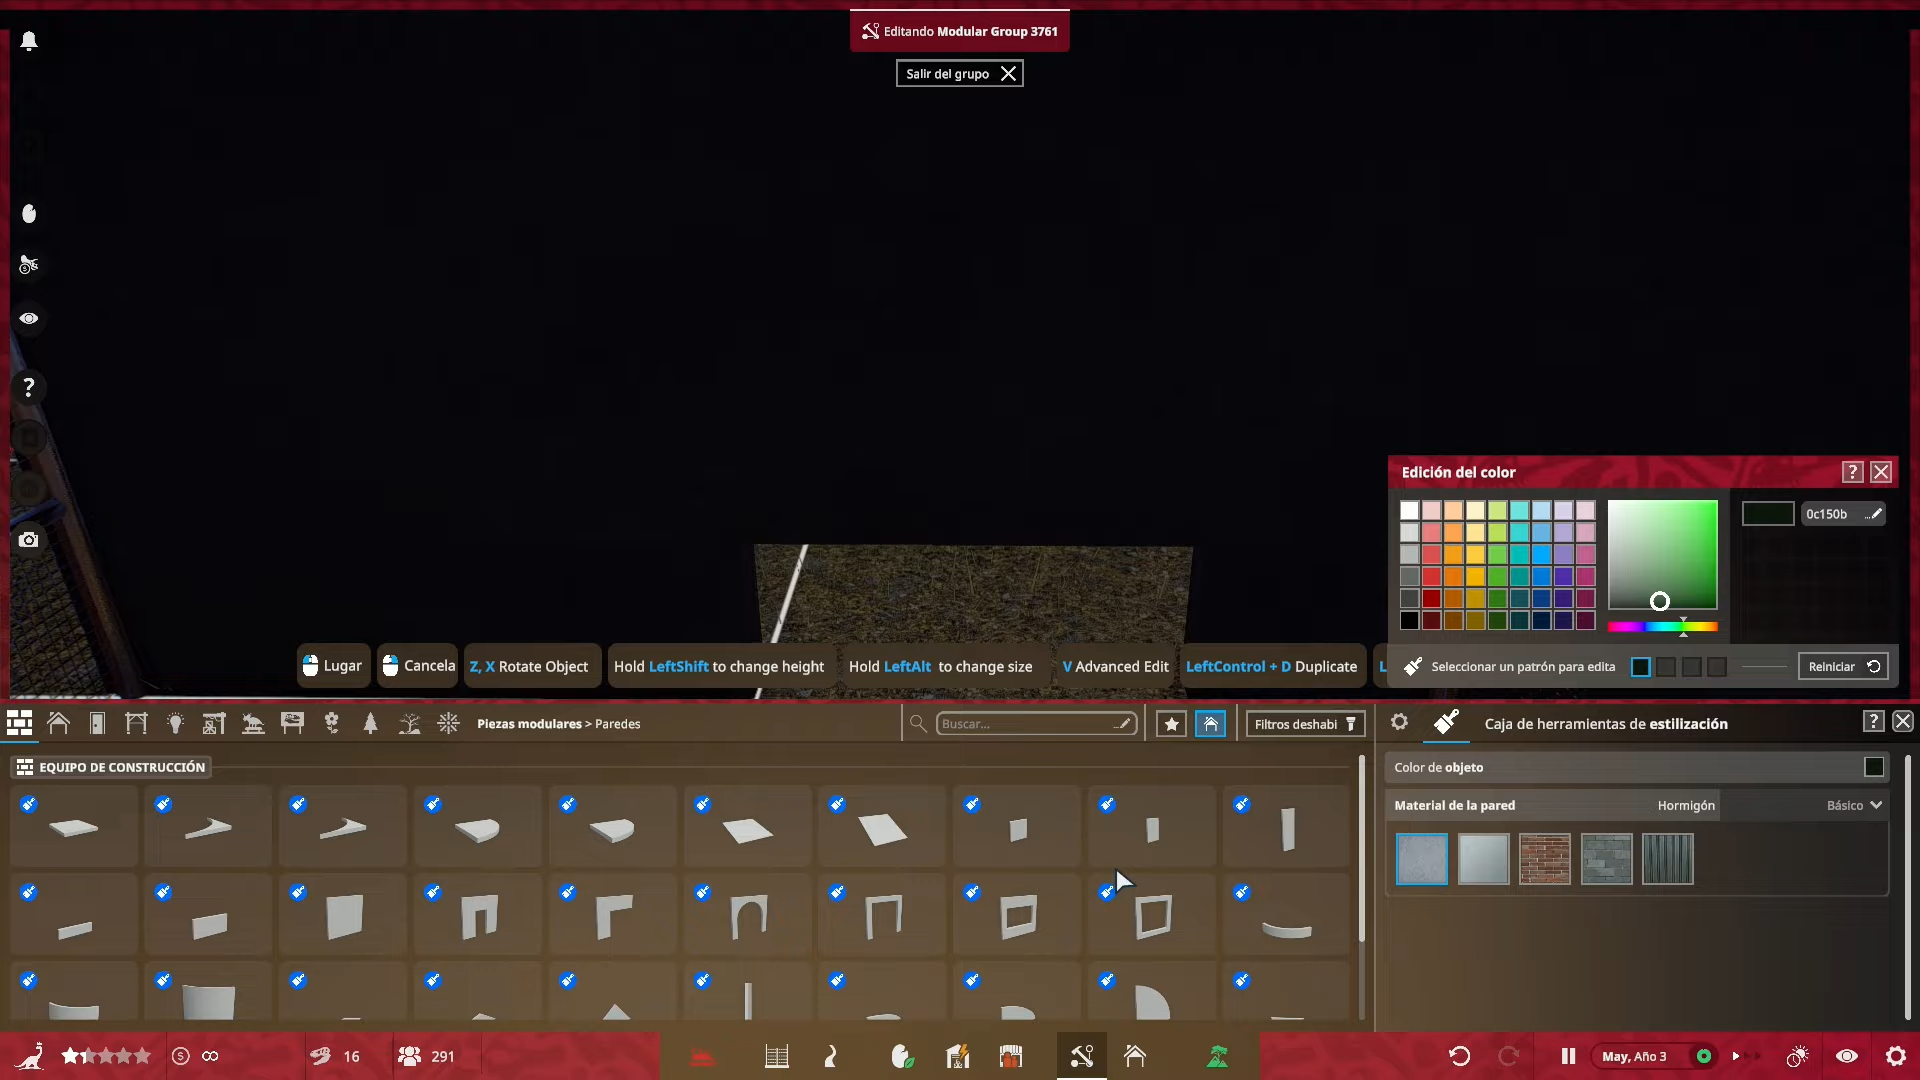 Editando Modular Group 3761
Salir del grupo
Edición del color
0c150b
Lugar
Cancela
Z, X Rotate Object
Hold LeftShift to change height
Hold LeftAlt to change size
V Advanced Edit
LeftControl + D Duplicate
L
Seleccionar un patrón para edita
Reiniciar
Piezas modulares > Paredes
Buscar...
Filtros deshabi
Caja de herramientas de estilización
EQUIPO DE CONSTRUCCIÓN
Color de objeto
Material de la pared
Hormigón
Básico
∞
16
291
May, Año 3